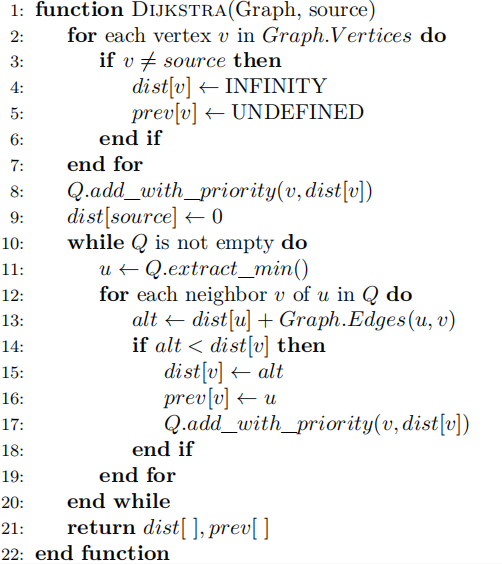 1: function DIJKSTRA(Graph, source)
2: for each vertex v in Graph.Vertices do
3: if v ≠ source then
4: dist[v] ← INFINITY
5: prev[v] ← UNDEFINED
6: end if
7: end for
8: Q.add_with_priority(v, dist[v])
9: dist[source] ← 0
10: while Q is not empty do
11: u ← Q.extract_min()
12: for each neighbor v of u in Q do
13: alt ← dist[u] + Graph.Edges(u, v)
14: if alt < dist[v] then
15: dist[v] ← alt
16: prev[v] ← u
17: Q.add_with_priority(v, dist[v])
18: end if
19: end for
20: end while
21: return dist[ ], prev[ ]
22: end function